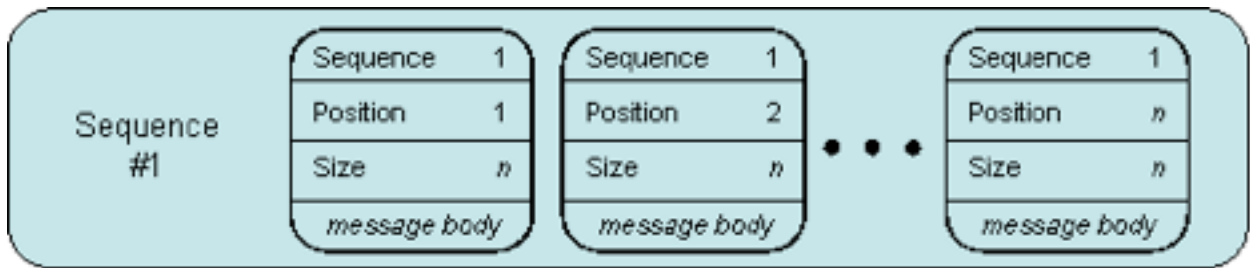 Sequence
#1
Sequence 1
Position 1
Size n
message body
Sequence 1
Position 2
Size n
message body
Sequence 1
Position n
Size n
message body